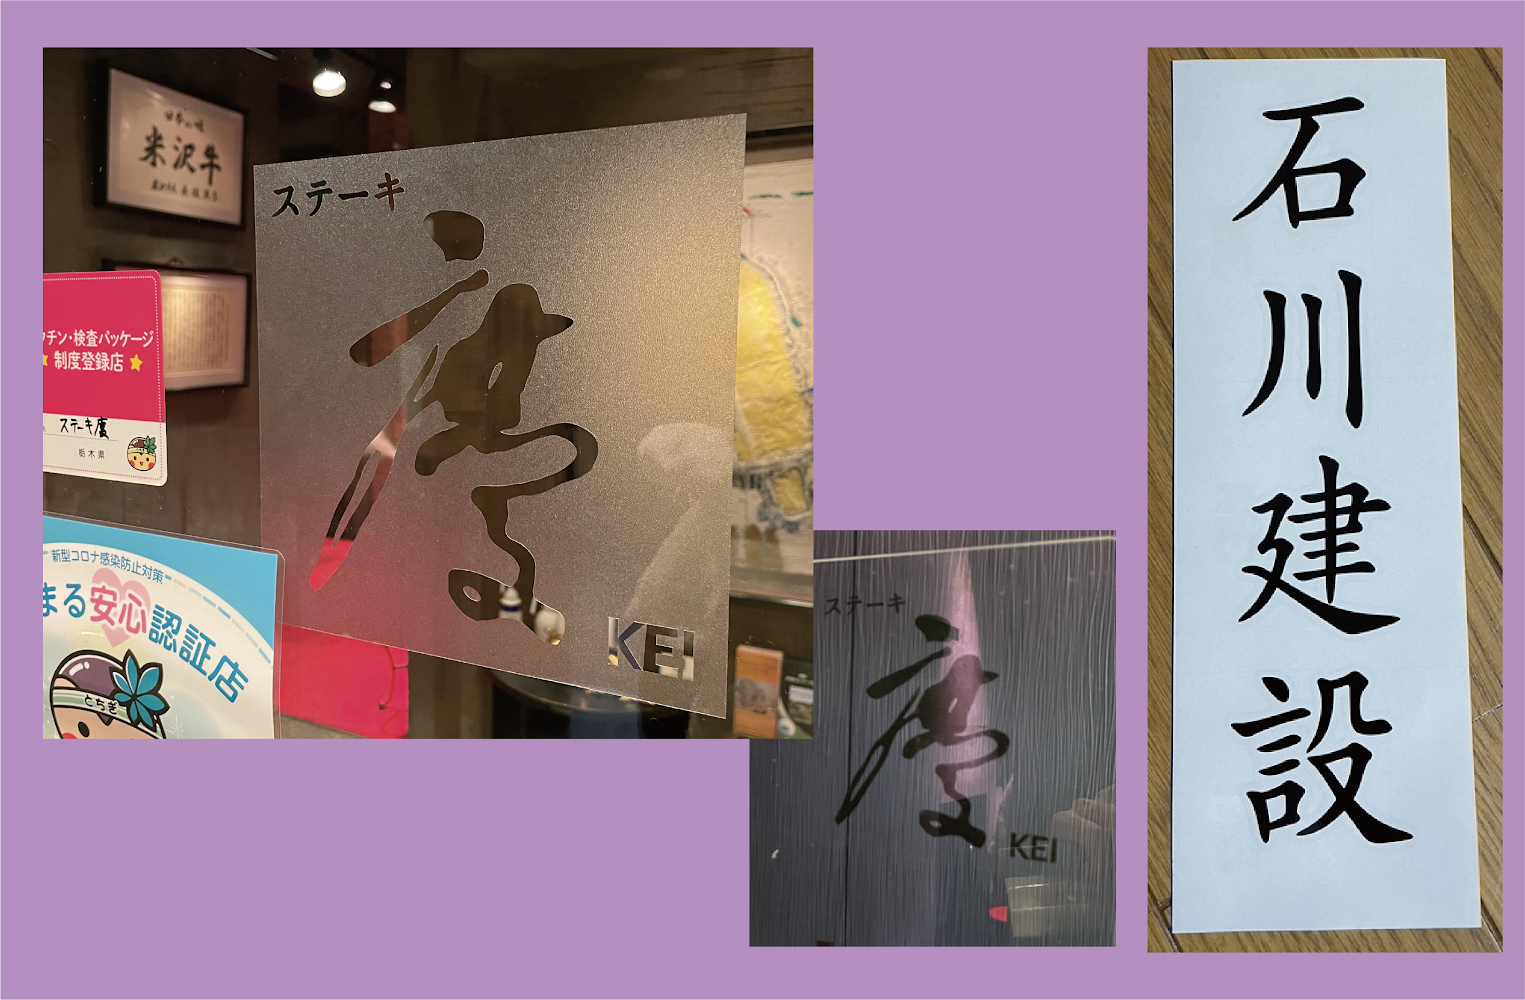 日本の味
米沢牛
ステーキ
慶
KEI
ウチン・検査パッケージ
制度登録店
ステーキ慶
栃木県
新型コロナ感染防止対策
まる安心認証店
とちぎ
ステーキ
慶
KEI
石川建設